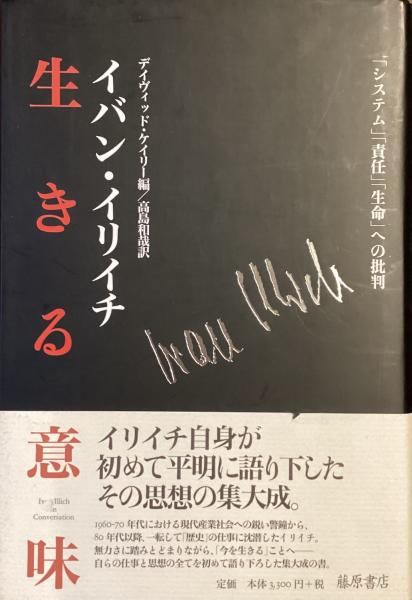 「システム」「責任」「生命」への批判
デイヴィッド・ケイリー編／高島和哉訳
イバン・イリイチ
生きる意味
Ivan Illich
Ivan Illich
in
Conversation
イリイチ自身が
初めて平明に語り下した
その思想の集大成。
1960-70年代における現代産業社会への鋭い警鐘から、
80年代以降、一転して『歴史』の仕事に沈潜したイリイチ。
無力さに踏みとどまりながら、「今を生きる」ことへ——
自らの仕事と思想の全てを初めて語り下ろした集大成の書。
定価　本体3,300円+税　藤原書店